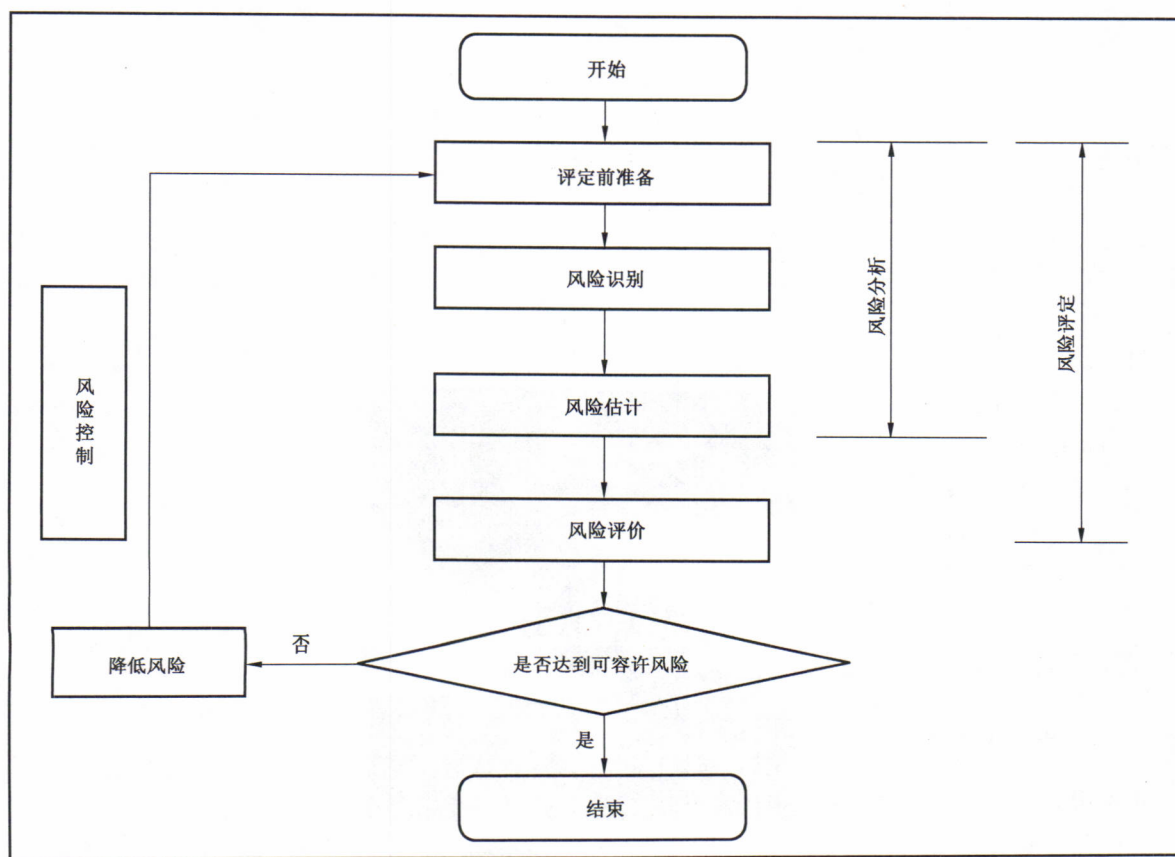 开始
评定前准备
风险识别
风险分析
风险评定
风险控制
风险估计
风险评价
降低风险
否
是否达到可容许风险
是
结束